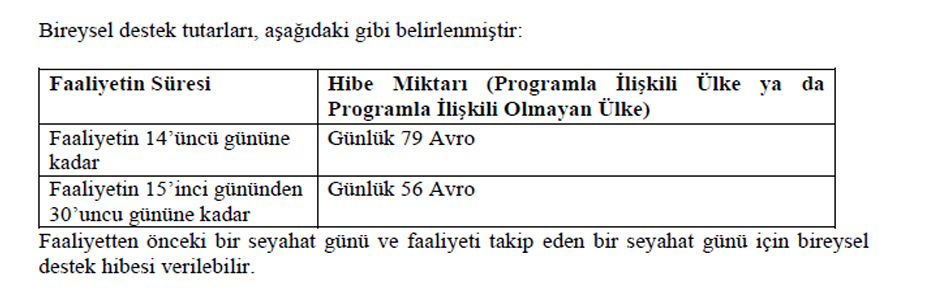 Bireysel destek tutarları, aşağıdaki gibi belirlenmiştir:
Faaliyetin Süresi
Hibe Miktarı (Programla İlişkili Ülke ya da
Programla İlişkili Olmayan Ülke)
Faaliyetin 14’üncü gününe
kadar
Günlük 79 Avro
Faaliyetin 15’inci gününden
30’uncu gününe kadar
Günlük 56 Avro
Faaliyetten önceki bir seyahat günü ve faaliyeti takip eden bir seyahat günü için bireysel
destek hibesi verilebilir.